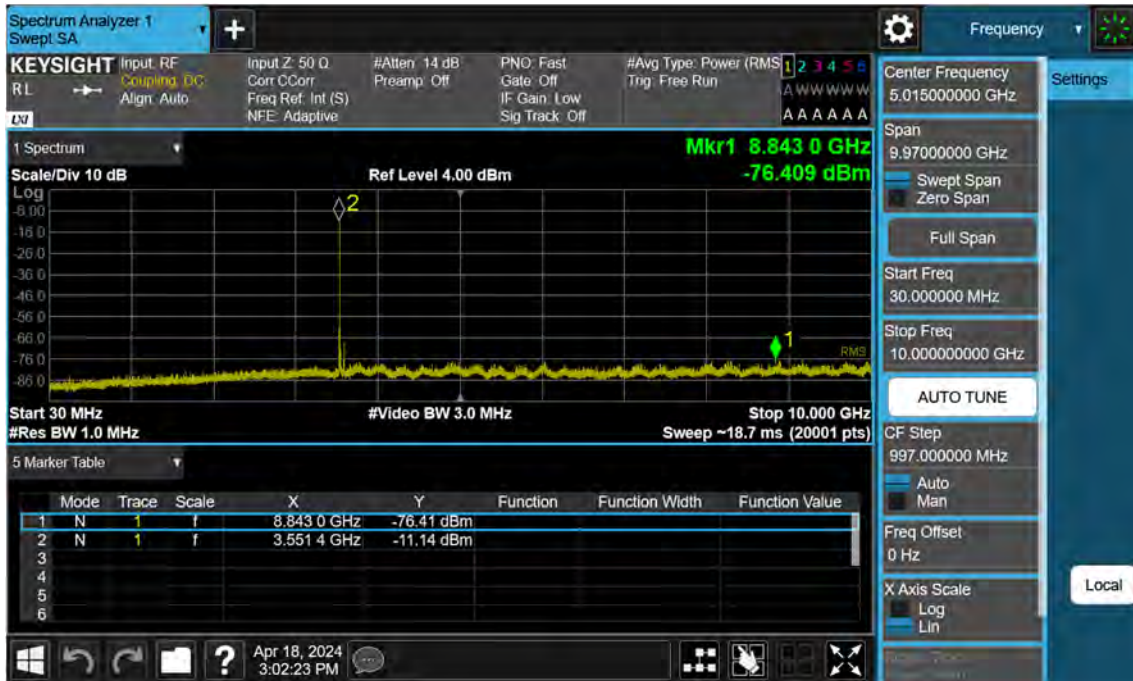 Spectrum Analyzer 1
Swept SA
+
Frequency
KEYSIGHT
RL
LXI
Input: RF
Coupling: DC
Align: Auto
Input Z: 50 Ω
Corr CCorr
Freq Ref: Int (S)
NFE: Adaptive
#Atten: 14 dB
Preamp: Off
PNO: Fast
Gate: Off
IF Gain: Low
Sig Track: Off
#Avg Type: Power (RMS
Trig: Free Run
1 2 3 4 5 6
A W W W W W
A A A A A A
1 Spectrum
Scale/Div 10 dB
Ref Level 4.00 dBm
Mkr1 8.843 0 GHz
-76.409 dBm
Log
-6.00
-16.0
-26.0
-36.0
-46.0
-56.0
-66.0
-76.0
-86.0
2
1
RMS
Start 30 MHz
#Video BW 3.0 MHz
Stop 10.000 GHz
#Res BW 1.0 MHz
Sweep ~18.7 ms (20001 pts)
5 Marker Table
Mode Trace Scale X Y Function Function Width Function Value
1 N 1 f 8.843 0 GHz -76.41 dBm
2 N 1 f 3.551 4 GHz -11.14 dBm
3
4
5
6
Center Frequency
5.015000000 GHz
Span
9.97000000 GHz
Swept Span
Zero Span
Full Span
Start Freq
30.000000 MHz
Stop Freq
10.000000000 GHz
AUTO TUNE
CF Step
997.000000 MHz
Auto
Man
Freq Offset
0 Hz
X Axis Scale
Log
Lin
Settings
Local
?
Apr 18, 2024
3:02:23 PM